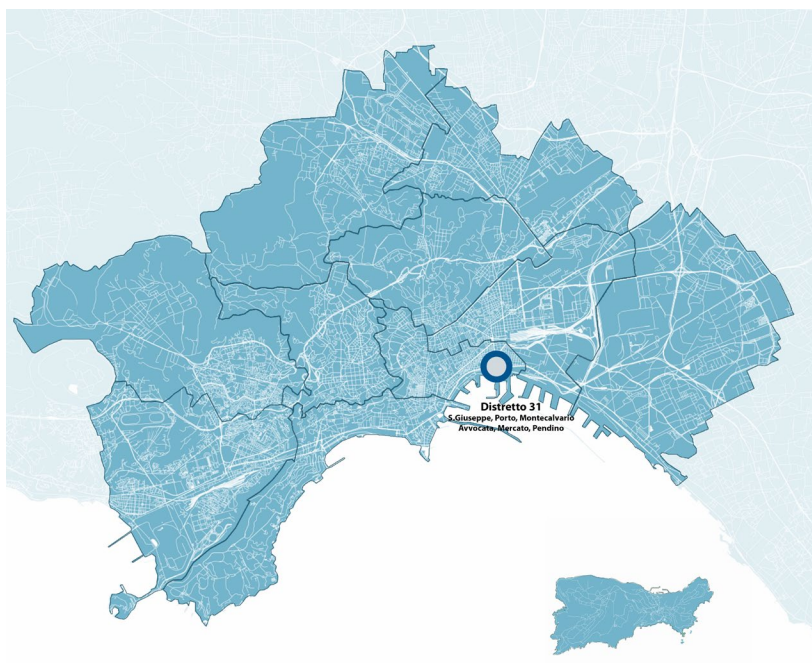 Distretto 31
S.Giuseppe, Porto, Montecalvario
Avvocata, Mercato, Pendino